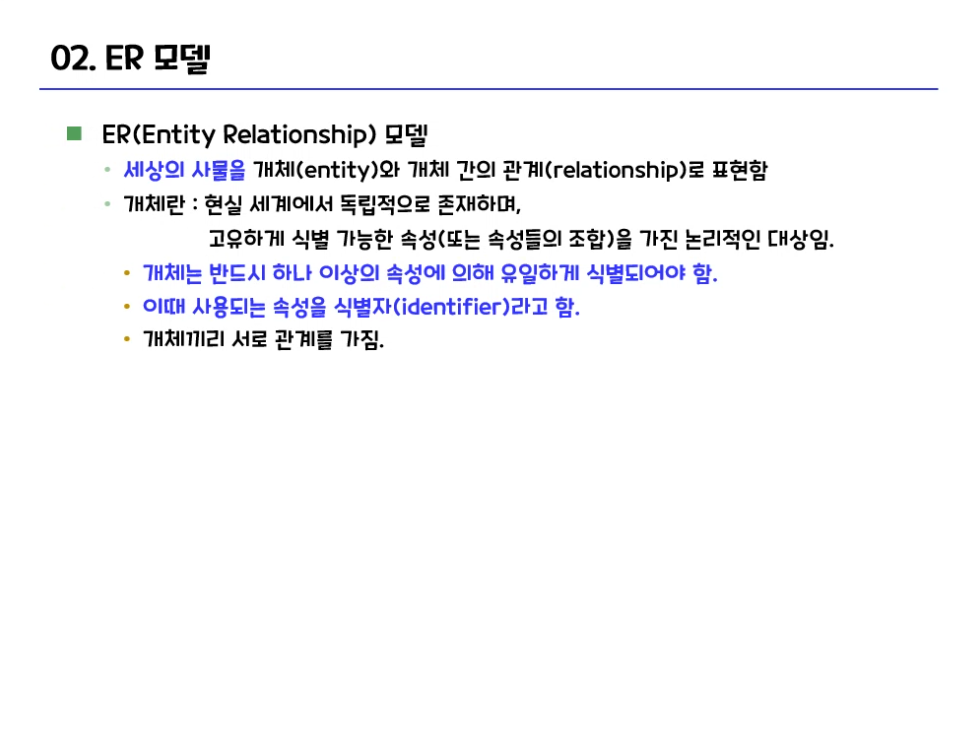 02. ER 모델
■ ER(Entity Relationship) 모델
• 세상의 사물을 개체(entity)와 개체 간의 관계(relationship)로 표현함
• 개체란 : 현실 세계에서 독립적으로 존재하며,
고유하게 식별 가능한 속성(또는 속성들의 조합)을 가진 논리적인 대상임.
• 개체는 반드시 하나 이상의 속성에 의해 유일하게 식별되어야 함.
• 이때 사용되는 속성을 식별자(identifier)라고 함.
• 개체끼리 서로 관계를 가짐.